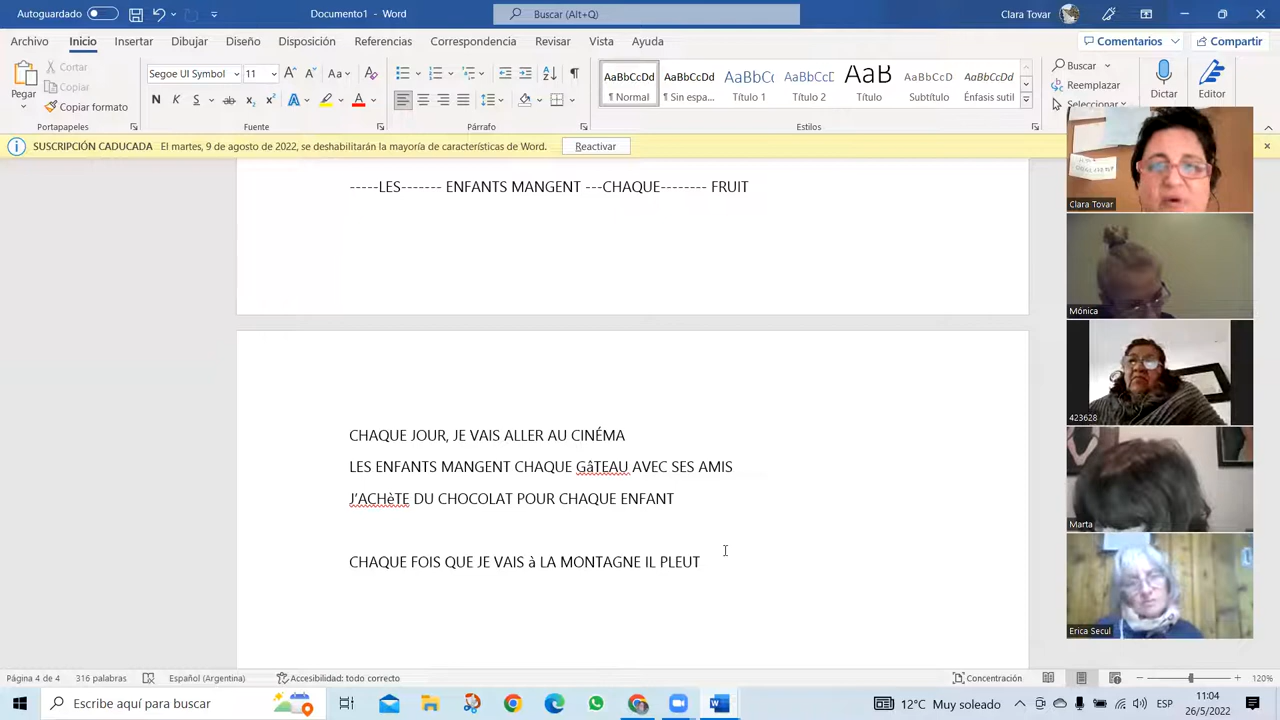 Autoguardado
Buscar (Alt+Q)
Clara Tovar
Archivo Inicio Insertar Dibujar Diseño Disposición Referencias Correspondencia Revisar Vista Ayuda Comentarios Compartir
Pegar
Cortar
Copiar
Copiar formato
Segoe UI Symbol 11
Aa
N K S ab x₂ x² A A
AaBbCcDd AaBbCcDd AaBbCc AaBbCcD AaB AaBbCcDd AaBbCcDd
¶ Normal ¶ Sin espa... Título 1 Título 2 Título Subtítulo Énfasis sutil
Buscar
Reemplazar
Seleccionar
Dictar
Editor
Portapapeles Fuente Párrafo Estilos
SUSCRIPCIÓN CADUCADA El martes, 9 de agosto de 2022, se deshabilitarán la mayoría de características de Word. Reactivar
-----LES------- ENFANTS MANGENT ---CHAQUE-------- FRUIT
CHAQUE JOUR, JE VAIS ALLER AU CINÉMA
LES ENFANTS MANGENT CHAQUE GâTEAU AVEC SES AMIS
J'ACHèTE DU CHOCOLAT POUR CHAQUE ENFANT
CHAQUE FOIS QUE JE VAIS à LA MONTAGNE IL PLEUT
Clara Tovar
Mónica
423628
Marta
Erica Secul
Página 4 de 4 316 palabras Español (Argentina) Accesibilidad: todo correcto Concentración 120%
Escribe aquí para buscar
12°C Muy soleado ESP
11:04
26/5/2022